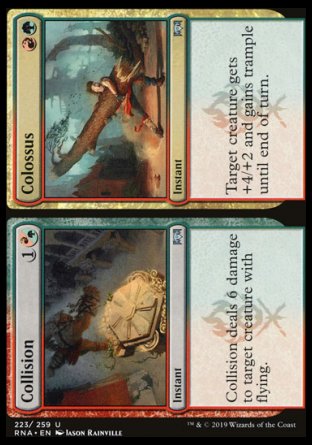 Colossus
Instant
Target creature gets
+4/+2 and gains trample
until end of turn.
Collision
1
Instant
Collision deals 6 damage
to target creature with
flying.
223/259 U
RNA • EN Jason Rainville
™ & © 2019 Wizards of the Coast